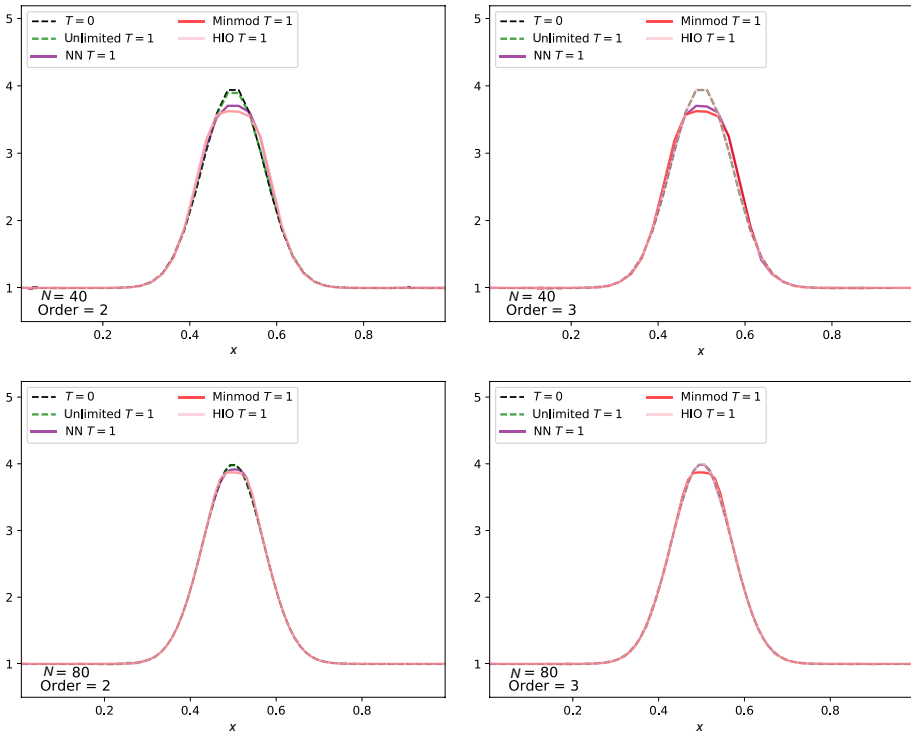 5
4
3
2
1
T = 0
Unlimited T = 1
NN T = 1
Minmod T = 1
HIO T = 1
N = 40
Order = 2
0.2 0.4 0.6 0.8
x
5
4
3
2
1
T = 0
Unlimited T = 1
NN T = 1
Minmod T = 1
HIO T = 1
N = 40
Order = 3
0.2 0.4 0.6 0.8
x
5
4
3
2
1
T = 0
Unlimited T = 1
NN T = 1
Minmod T = 1
HIO T = 1
N = 80
Order = 2
0.2 0.4 0.6 0.8
x
5
4
3
2
1
T = 0
Unlimited T = 1
NN T = 1
Minmod T = 1
HIO T = 1
N = 80
Order = 3
0.2 0.4 0.6 0.8
x